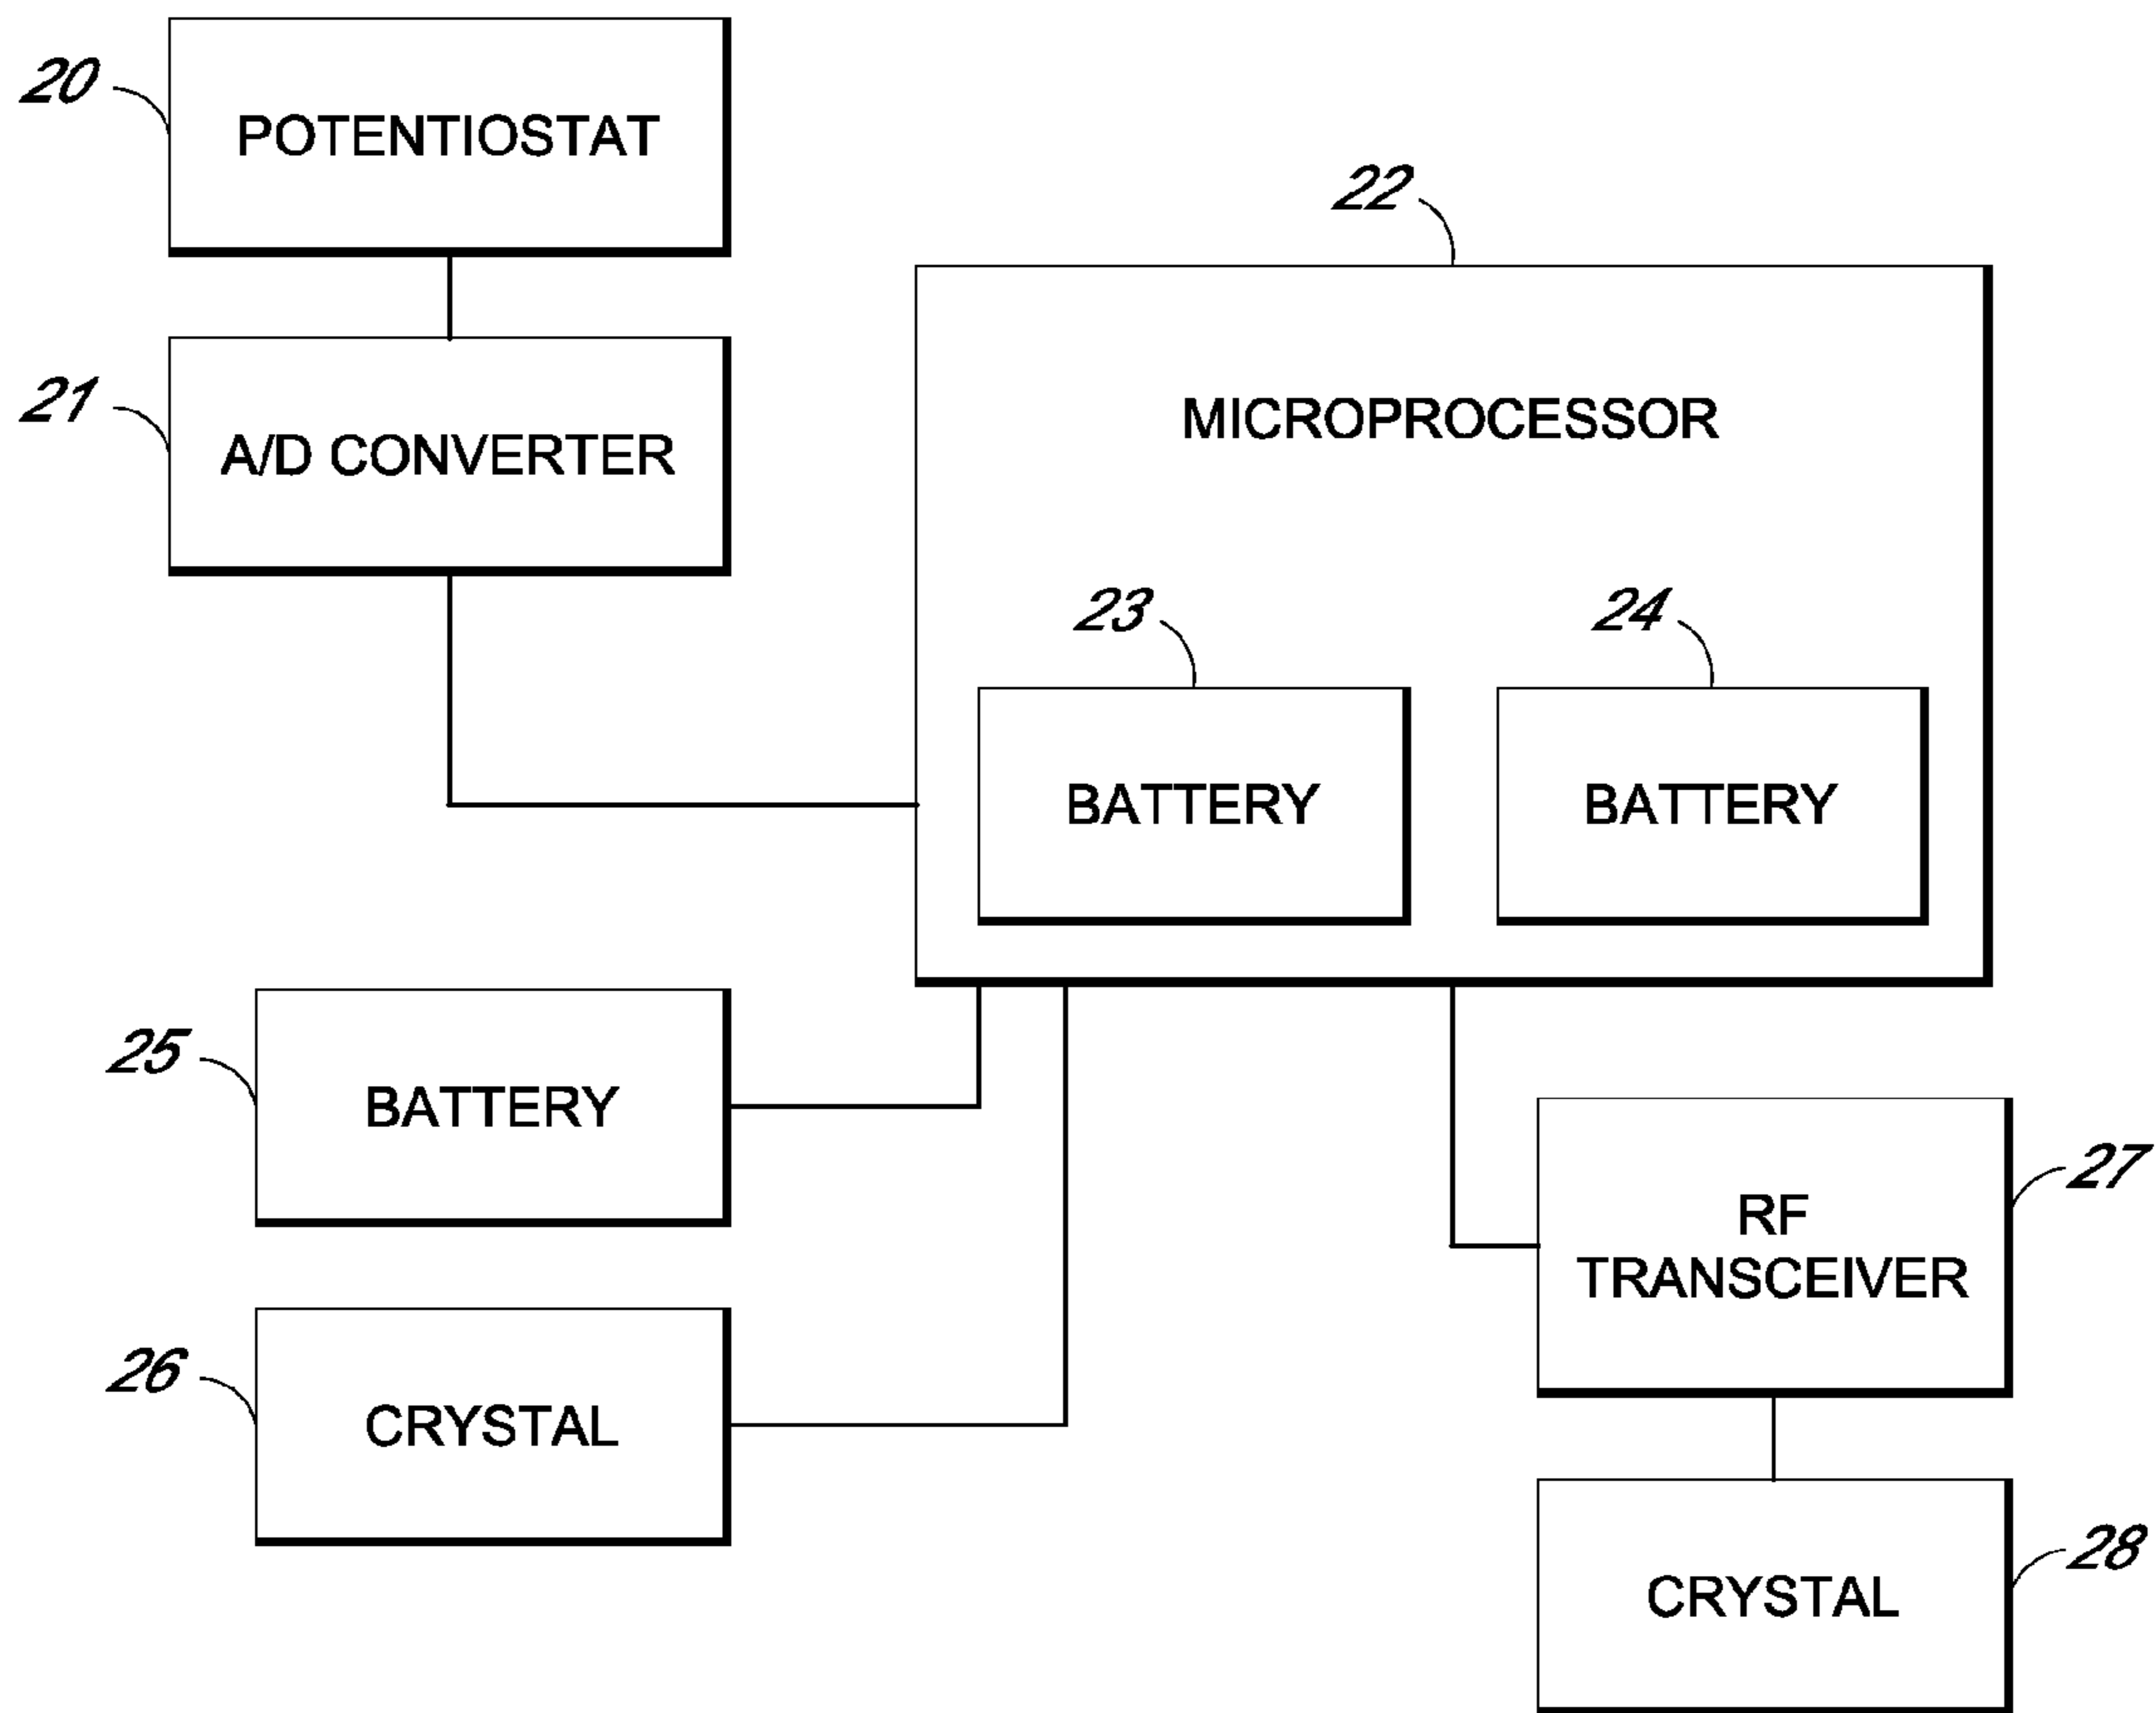 20
POTENTIOSTAT
22
21
A/D CONVERTER
MICROPROCESSOR
23
24
BATTERY
BATTERY
25
BATTERY
27
RF
TRANSCEIVER
26
CRYSTAL
28
CRYSTAL